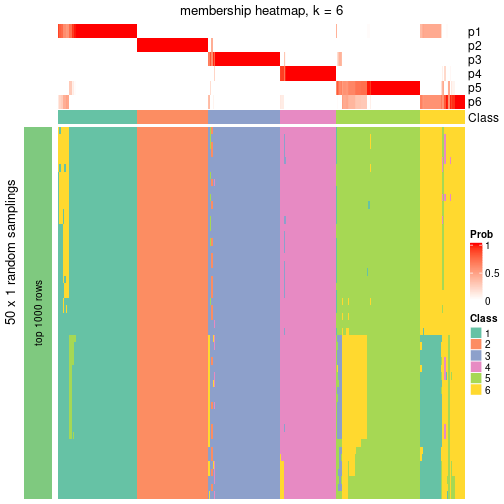 membership heatmap, k = 6
p1
p2
p3
p4
p5
p6
Class
50 x 1 random samplings
top 1000 rows
Prob
1
0.5
0
Class
1
2
3
4
5
6